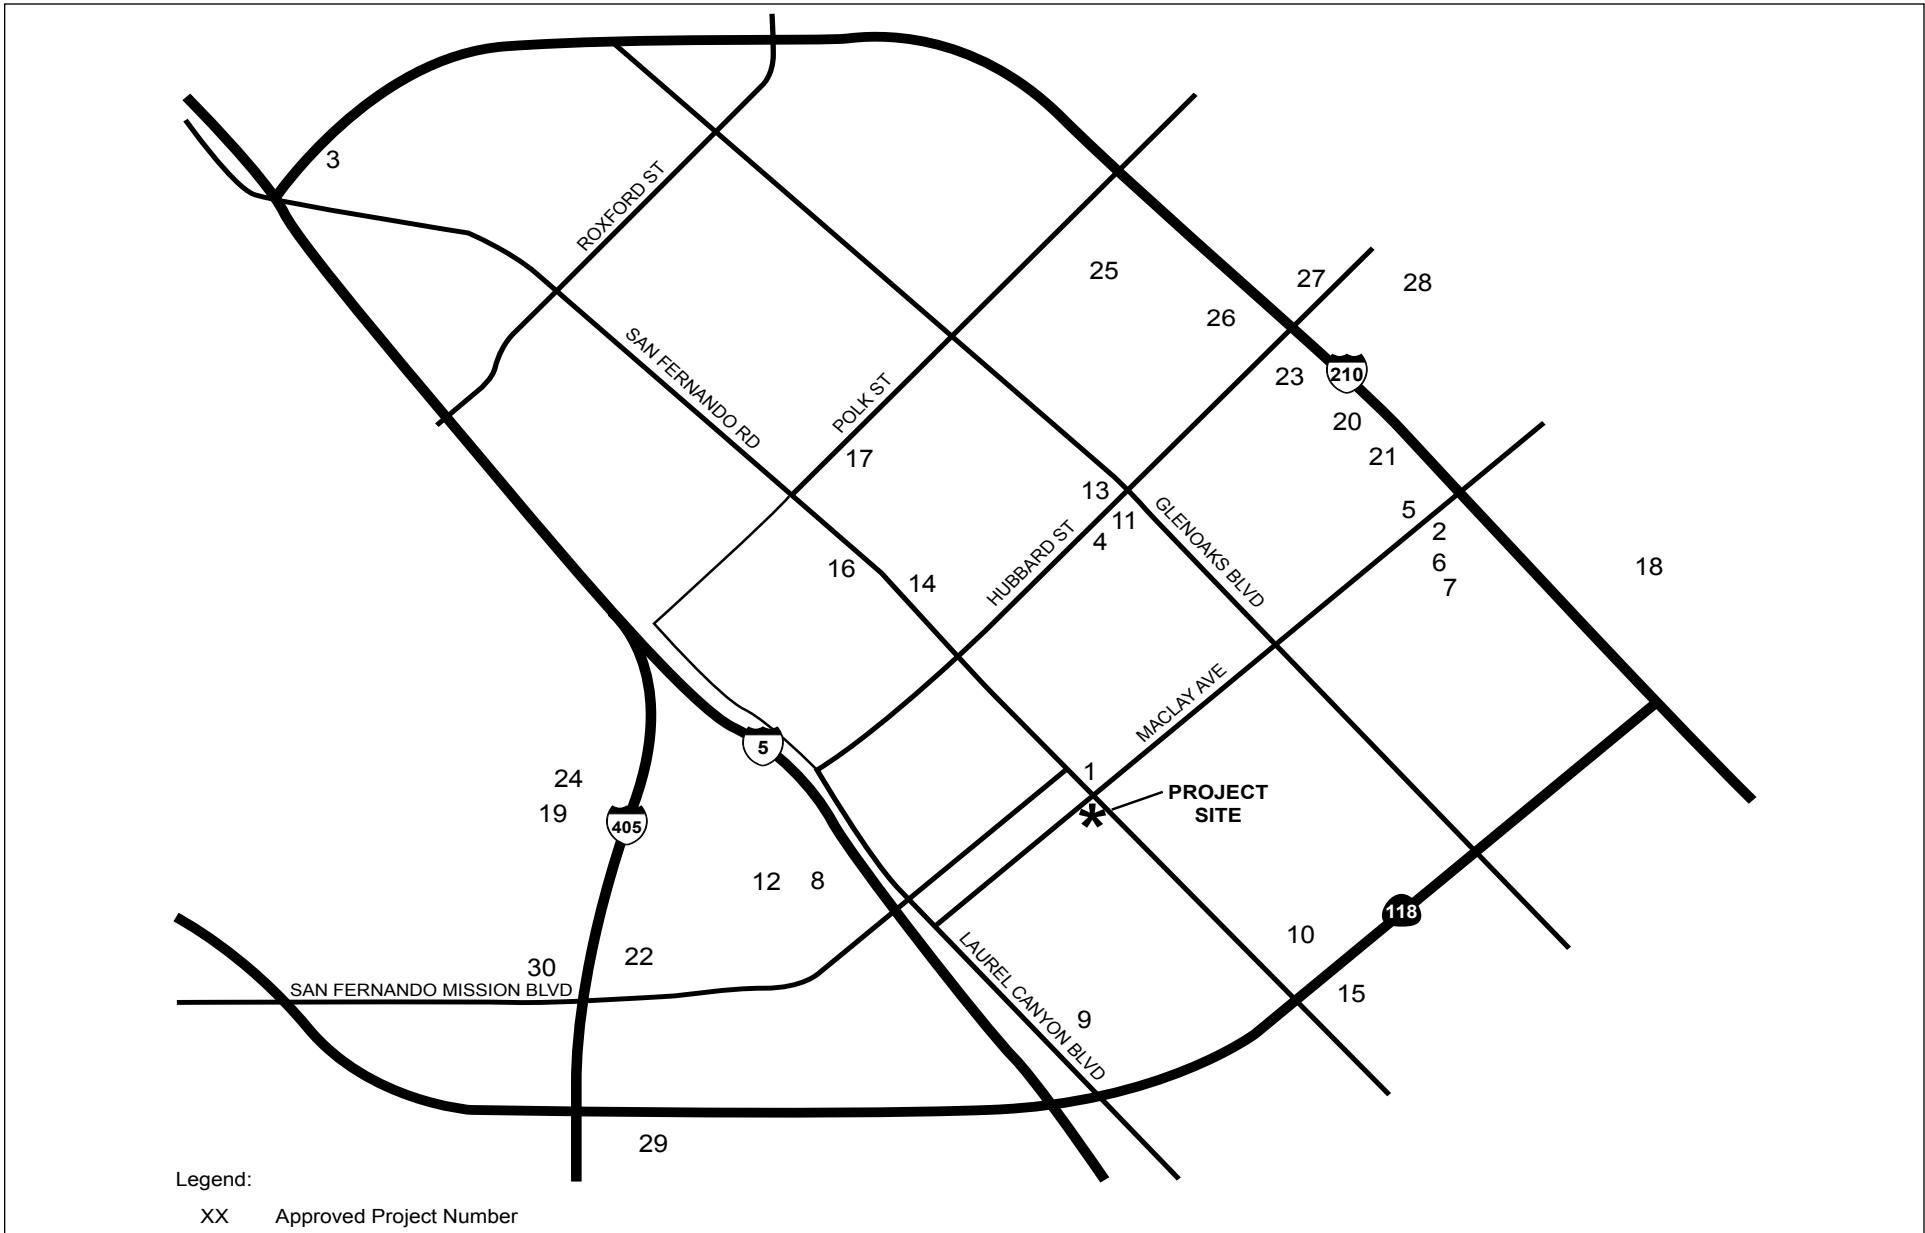 3
ROXFORD ST
25
27
28
26
SAN FERNANDO RD
210
23
POLK ST
20
17
21
13
GLENOAKS BLVD
5
11
2
4
HUBBARD ST
6
18
16
14
7
MACLAY AVE
5
1
24
PROJECT
SITE
*
19
405
12
8
118
10
22
LAUREL CANYON BLVD
30
SAN FERNANDO MISSION BLVD
15
9
29
Legend:
XX Approved Project Number